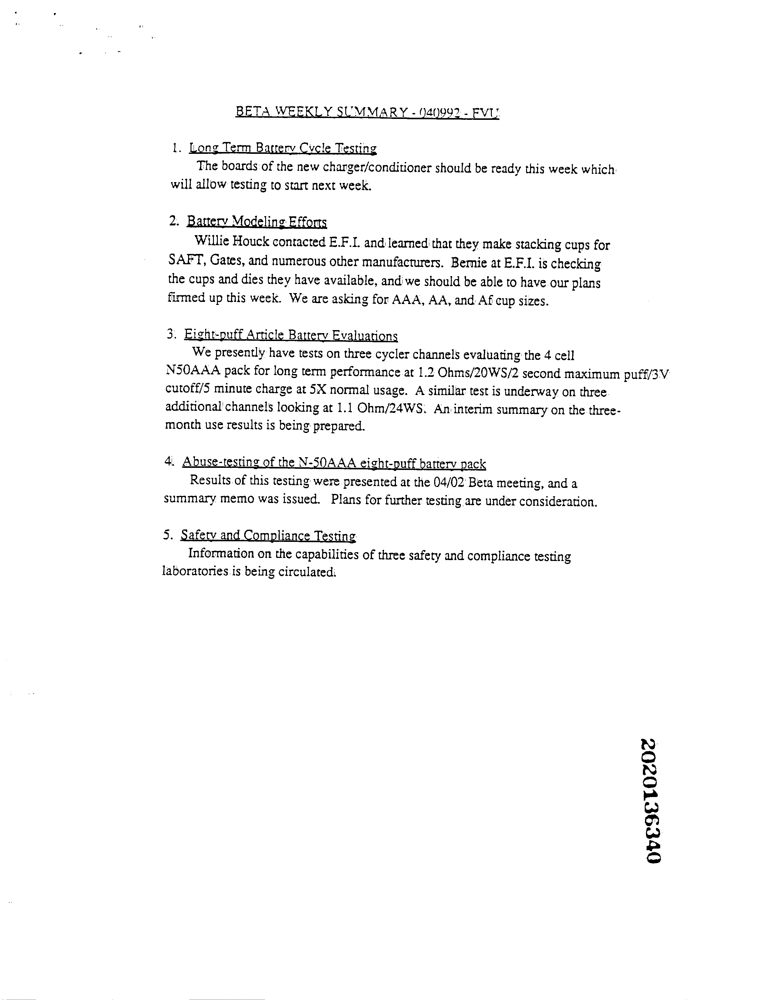 BETA WEEKLY SUMMARY - 040992 - FVU
1. Long Term Battery Cycle Testing
The boards of the new charger/conditioner should be ready this week which
will allow testing to start next week.
2. Battery Modeling Efforts
Willie Houck contacted E.F.I. and learned that they make stacking cups for
SAFT, Gates, and numerous other manufacturers. Bernie at E.F.I. is checking
the cups and dies they have available, and we should be able to have our plans
firmed up this week. We are asking for AAA, AA, and Af cup sizes.
3. Eight-puff Article Battery Evaluations
We presently have tests on three cycler channels evaluating the 4 cell
N50AAA pack for long term performance at 1.2 Ohms/20WS/2 second maximum puff/3V
cutoff/5 minute charge at 5X normal usage. A similar test is underway on three
additional channels looking at 1.1 Ohm/24WS. An interim summary on the three-
month use results is being prepared.
4. Abuse-testing of the N-50AAA eight-puff battery pack
Results of this testing were presented at the 04/02 Beta meeting, and a
summary memo was issued. Plans for further testing are under consideration.
5. Safety and Compliance Testing
Information on the capabilities of three safety and compliance testing
laboratories is being circulated.
2020136340